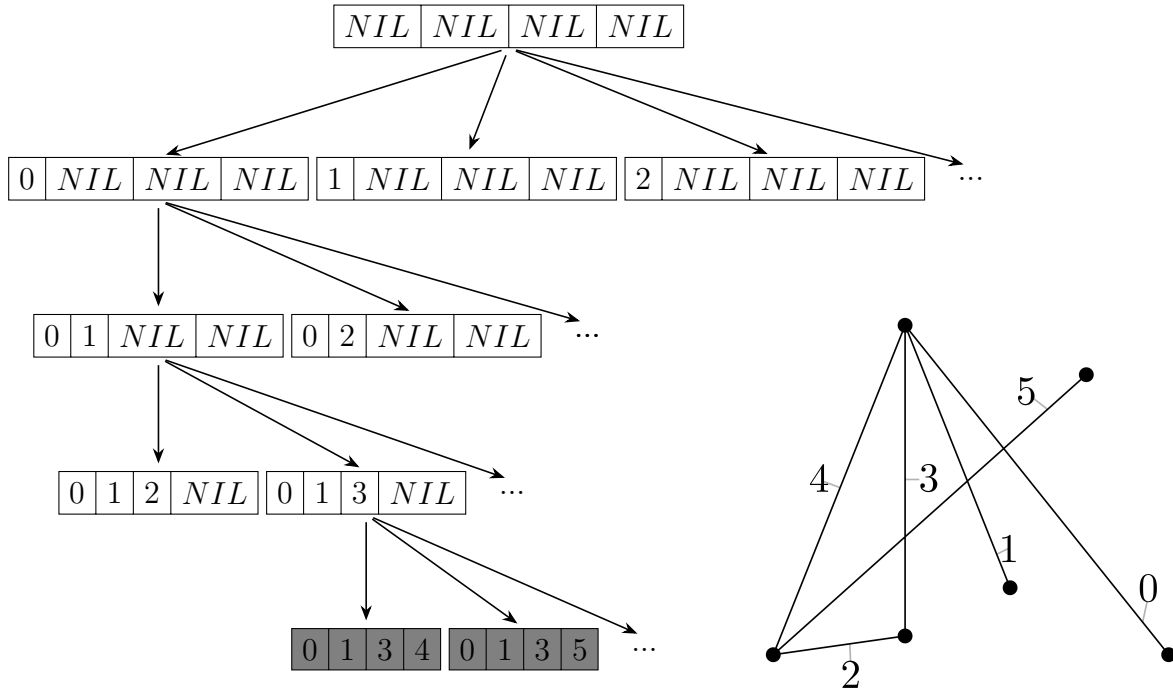 NIL NIL NIL NIL
0 NIL NIL NIL 1 NIL NIL NIL 2 NIL NIL NIL ...
0 1 NIL NIL 0 2 NIL NIL ...
5
0 1 2 NIL 0 1 3 NIL ...
4 3
1
0
0 1 3 4 0 1 3 5 ...
2